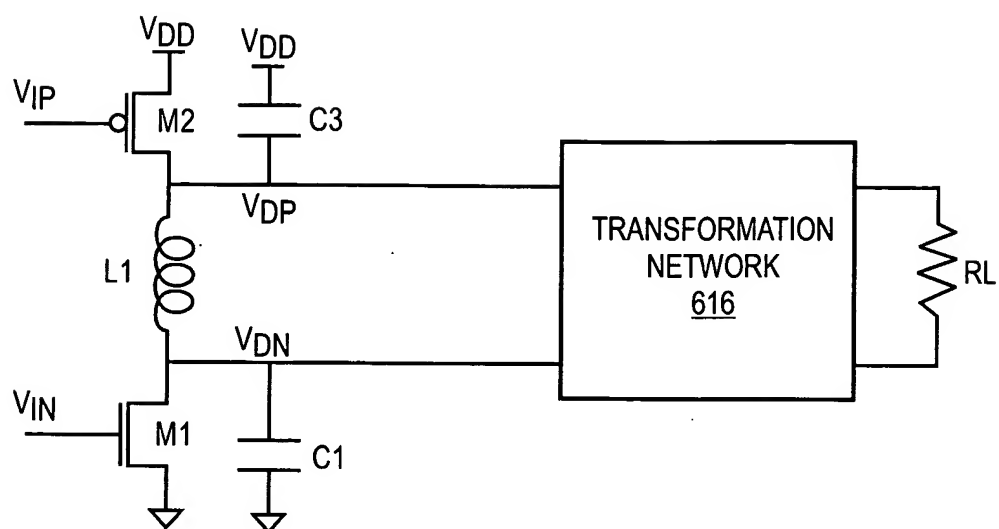 VDD
VDD
VIP
M2
C3
VDP
L1
TRANSFORMATION
NETWORK
616
RL
VDN
VIN
M1
C1